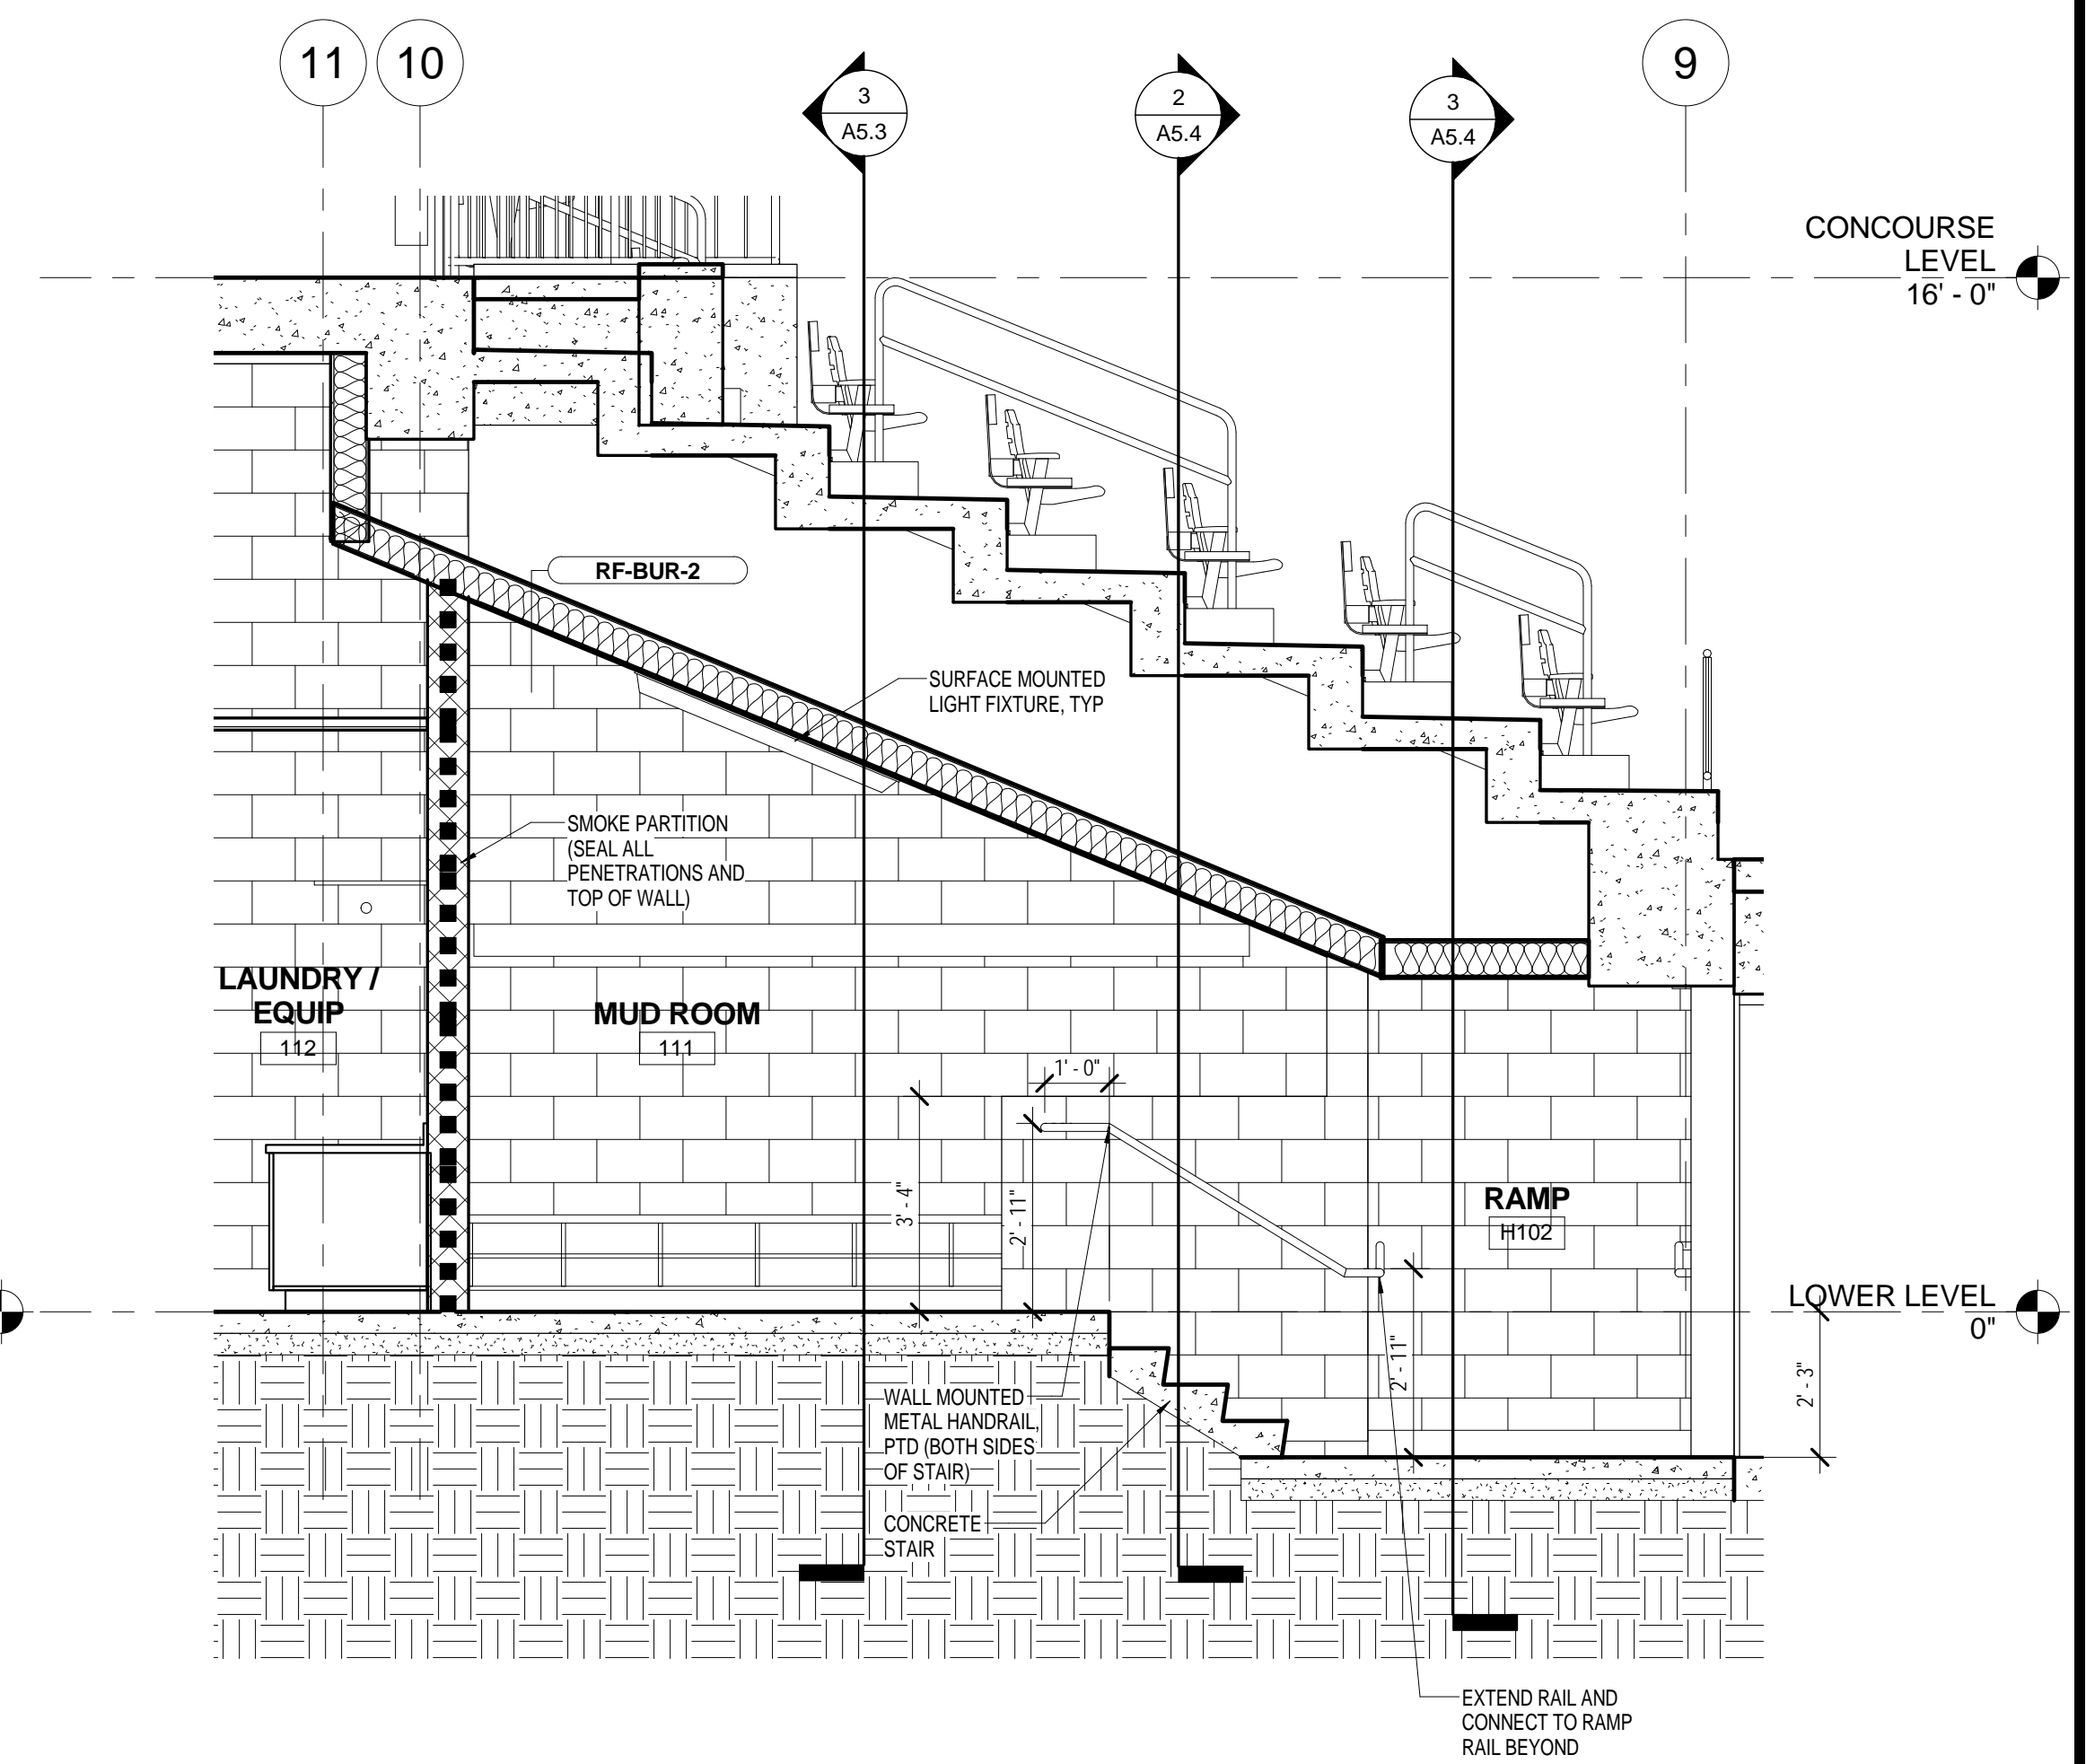 11
10
3
A5.3
2
A5.4
3
A5.4
9
CONCOURSE
LEVEL
16' - 0"
RF-BUR-2
SURFACE MOUNTED
LIGHT FIXTURE, TYP
SMOKE PARTITION
(SEAL ALL
PENETRATIONS AND
TOP OF WALL)
LAUNDRY /
EQUIP
112
MUD ROOM
111
1' - 0"
3' - 4"
2' - 11"
RAMP
H102
LOWER LEVEL
0"
2' - 11"
2' - 3"
WALL MOUNTED
METAL HANDRAIL,
PTD (BOTH SIDES
OF STAIR)
CONCRETE
STAIR
EXTEND RAIL AND
CONNECT TO RAMP
RAIL BEYOND